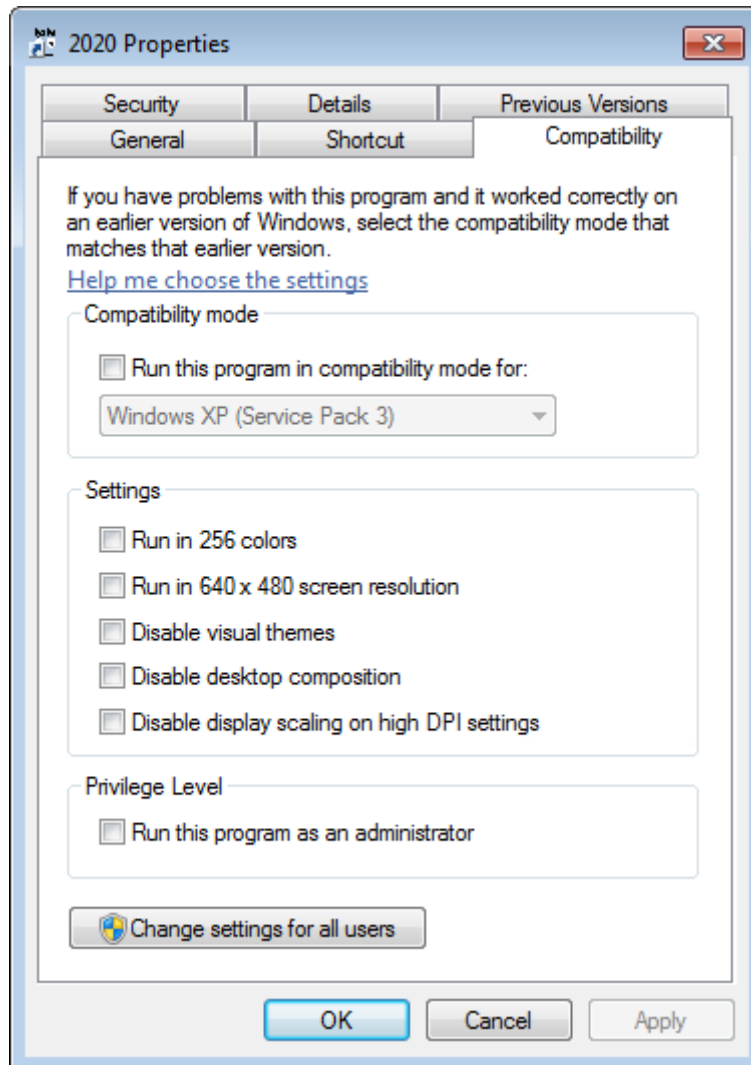 2020 Properties
Security Details Previous Versions
General Shortcut Compatibility
If you have problems with this program and it worked correctly on
an earlier version of Windows, select the compatibility mode that
matches that earlier version.
Help me choose the settings
Compatibility mode
Run this program in compatibility mode for:
Windows XP (Service Pack 3)
Settings
Run in 256 colors
Run in 640 x 480 screen resolution
Disable visual themes
Disable desktop composition
Disable display scaling on high DPI settings
Privilege Level
Run this program as an administrator
Change settings for all users
OK Cancel Apply